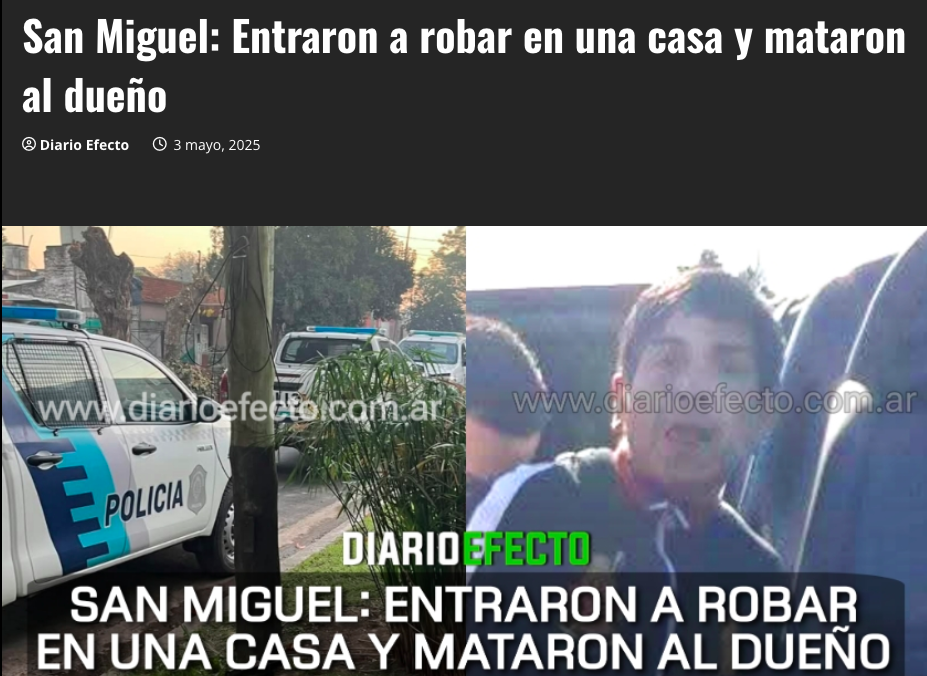 San Miguel: Entraron a robar en una casa y mataron
al dueño
Diario Efecto 3 mayo, 2025
www.diarioefecto.com.ar
www.diarioefecto.com.ar
POLICIA
DIARIOEFECTO
SAN MIGUEL: ENTRARON A ROBAR
EN UNA CASA Y MATARON AL DUEÑO